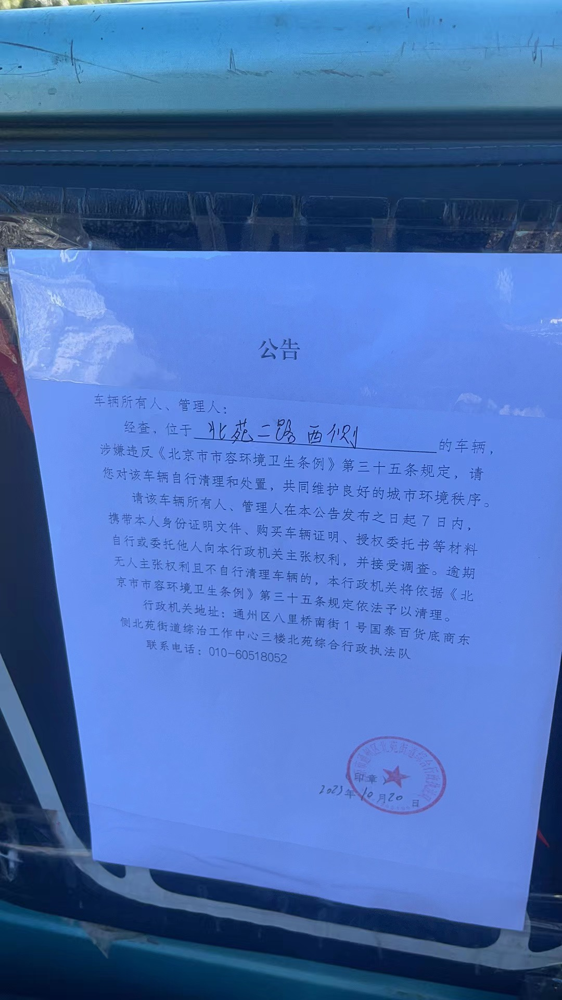 公告
车辆所有人、管理人：
经查，位于 北苑二路西侧 的车辆，
涉嫌违反《北京市市容环境卫生条例》第三十五条规定，请
您对该车辆自行清理和处置，共同维护良好的城市环境秩序。
请该车辆所有人、管理人在本公告发布之日起7日内，
携带本人身份证明文件、购买车辆证明、授权委托书等材料
自行或委托他人向本行政机关主张权利，并接受调查。逾期
无人主张权利且不自行清理车辆的，本行政机关将依据《北
京市市容环境卫生条例》第三十五条规定依法予以清理。
行政机关地址：通州区八里桥南街1号国泰百货底商东
侧北苑街道综治工作中心三楼北苑综合行政执法队
联系电话：010-60518052
（印章）
2023年10月20日